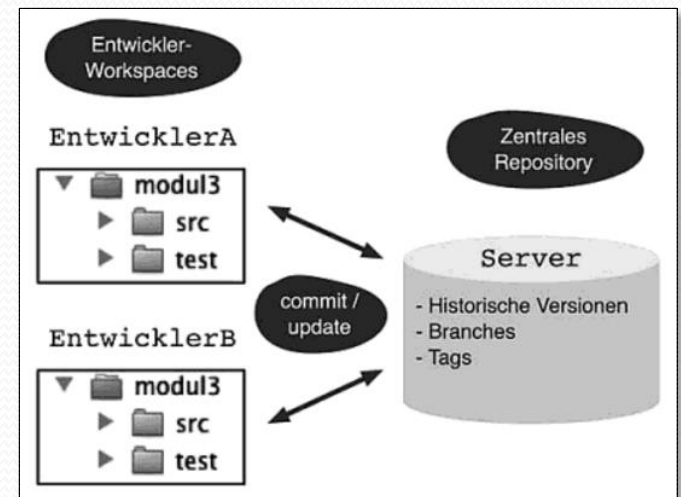 Entwickler-
Workspaces
EntwicklerA
modul3
src
test
Zentrales
Repository
Server
- Historische Versionen
- Branches
- Tags
commit /
update
EntwicklerB
modul3
src
test